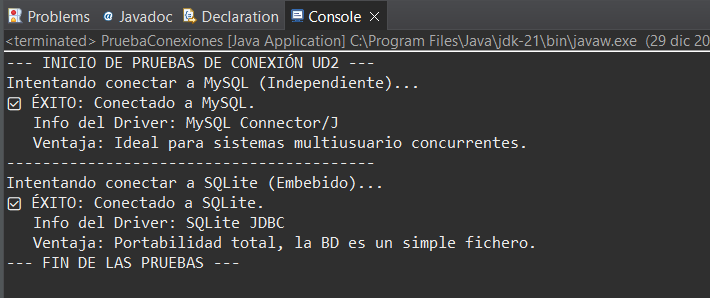 Problems @ Javadoc Declaration Console ×
<terminated> PruebaConexiones [Java Application] C:\Program Files\Java\jdk-21\bin\javaw.exe (29 dic 20
--- INICIO DE PRUEBAS DE CONEXIÓN UD2 ---
Intentando conectar a MySQL (Independiente)...
☑ ÉXITO: Conectado a MySQL.
Info del Driver: MySQL Connector/J
Ventaja: Ideal para sistemas multiusuario concurrentes.
-----------------------------------------
Intentando conectar a SQLite (Embebido)...
☑ ÉXITO: Conectado a SQLite.
Info del Driver: SQLite JDBC
Ventaja: Portabilidad total, la BD es un simple fichero.
--- FIN DE LAS PRUEBAS ---